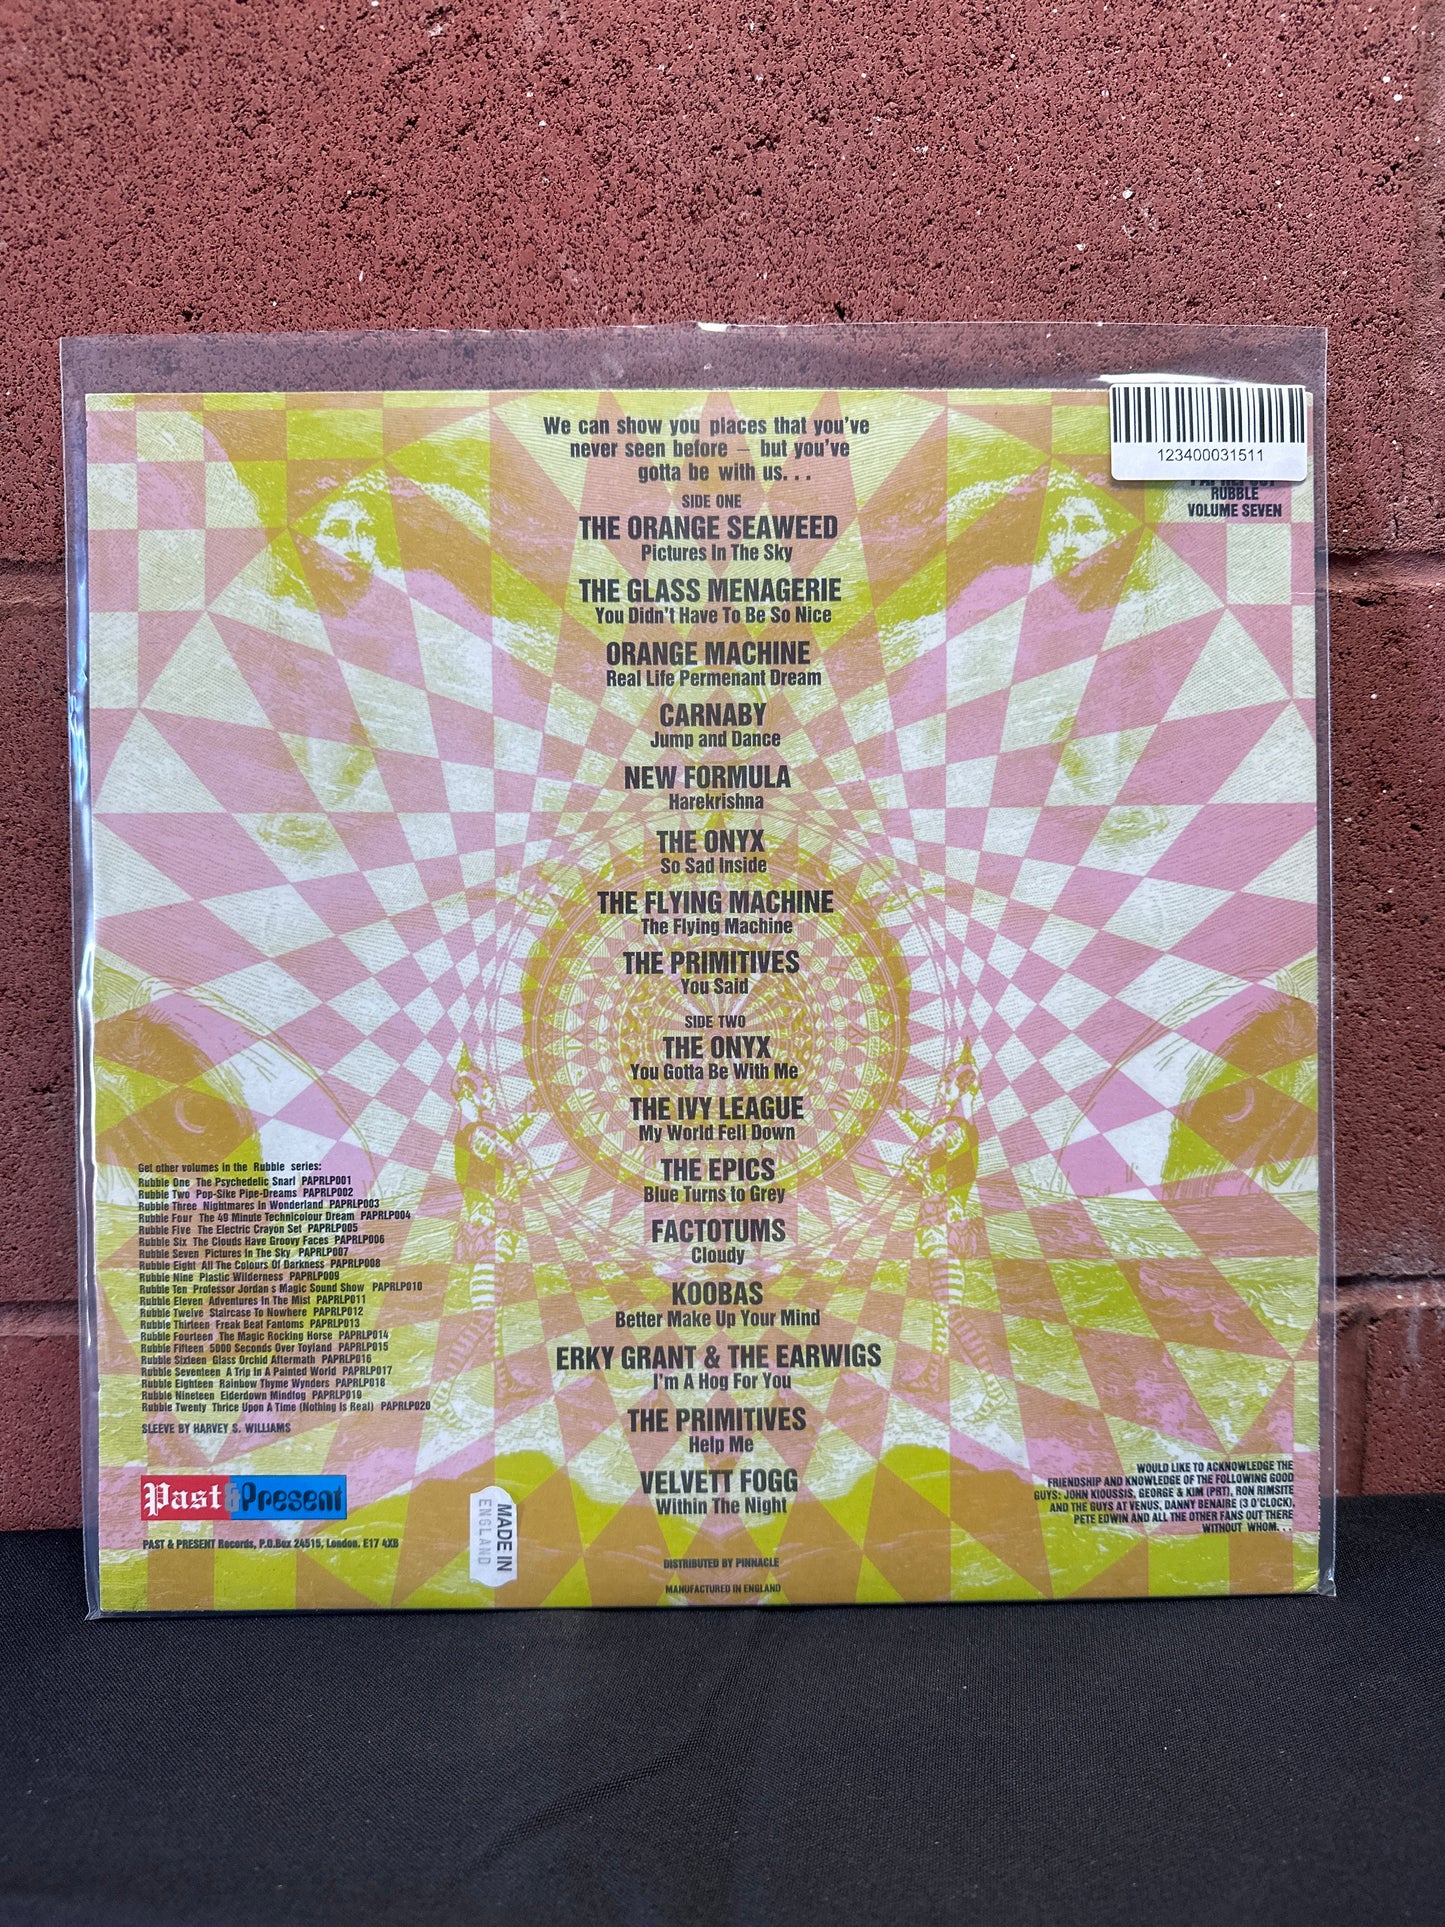 We can show you places that you've
never seen before – but you've
gotta be with us. . .
123400031511
RUBBLE
VOLUME SEVEN
SIDE ONE
THE ORANGE SEAWEED
Pictures In The Sky
THE GLASS MENAGERIE
You Didn't Have To Be So Nice
ORANGE MACHINE
Real Life Permenant Dream
CARNABY
Jump and Dance
NEW FORMULA
Harekrishna
THE ONYX
So Sad Inside
THE FLYING MACHINE
The Flying Machine
THE PRIMITIVES
You Said
SIDE TWO
THE ONYX
You Gotta Be With Me
THE IVY LEAGUE
My World Fell Down
THE EPICS
Blue Turns to Grey
FACTOTUMS
Cloudy
KOOBAS
Better Make Up Your Mind
ERKY GRANT & THE EARWIGS
I'm A Hog For You
THE PRIMITIVES
Help Me
VELVETT FOGG
Within The Night
Get other volumes in the Rubble series:
Rubble One The Psychedelic Snarl PAPRLP001
Rubble Two Pop-Sike Pipe-Dreams PAPRLP002
Rubble Three Nightmares In Wonderland PAPRLP003
Rubble Four The 49 Minute Technicolour Dream PAPRLP004
Rubble Five The Electric Crayon Set PAPRLP005
Rubble Six The Clouds Have Groovy Faces PAPRLP006
Rubble Seven Pictures In The Sky PAPRLP007
Rubble Eight All The Colours Of Darkness PAPRLP008
Rubble Nine Plastic Wilderness PAPRLP009
Rubble Ten Professor Jordan s Magic Sound Show PAPRLP010
Rubble Eleven Adventures In The Mist PAPRLP011
Rubble Twelve Staircase To Nowhere PAPRLP012
Rubble Thirteen Freak Beat Fantoms PAPRLP013
Rubble Fourteen The Magic Rocking Horse PAPRLP014
Rubble Fifteen 5000 Seconds Over Toyland PAPRLP015
Rubble Sixteen Glass Orchid Aftermath PAPRLP016
Rubble Seventeen A Trip In A Painted World PAPRLP017
Rubble Eighteen Rainbow Thyme Wynders PAPRLP018
Rubble Nineteen Eiderdown Mindfog PAPRLP019
Rubble Twenty Thrice Upon A Time (Nothing Is Real) PAPRLP020
SLEEVE BY HARVEY S. WILLIAMS
Past & Present
PAST & PRESENT Records, P.O.Box 24515, London. E17 4XB
MADE IN
ENGLAND
DISTRIBUTED BY PINNACLE
MANUFACTURED IN ENGLAND
WOULD LIKE TO ACKNOWLEDGE THE
FRIENDSHIP AND KNOWLEDGE OF THE FOLLOWING GOOD
GUYS: JOHN KIOUSSIS, GEORGE & KIM (PRT), RON RIMSITE
AND THE GUYS AT VENUS, DANNY BENAIRE (3 O'CLOCK),
PETE EDWIN AND ALL THE OTHER FANS OUT THERE
WITHOUT WHOM. . .